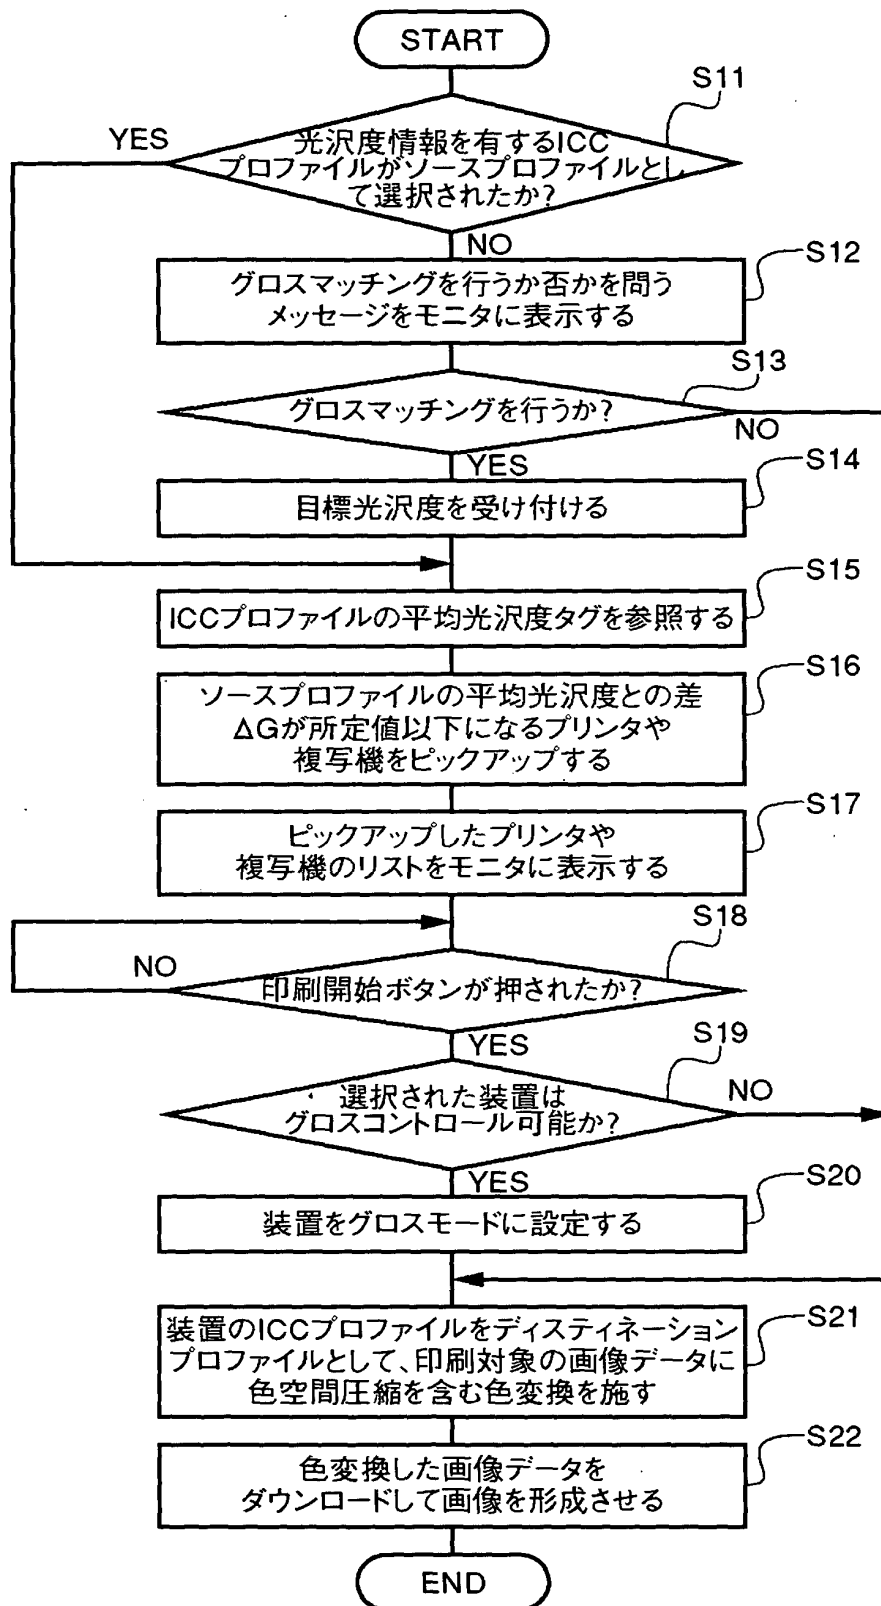 START
S11
YES
光沢度情報を有するICC
プロファイルがソースプロファイルとし
て選択されたか?
NO
S12
グロスマッチングを行うか否かを問う
メッセージをモニタに表示する
S13
グロスマッチングを行うか?
NO
YES
S14
目標光沢度を受け付ける
S15
ICCプロファイルの平均光沢度タグを参照する
S16
ソースプロファイルの平均光沢度との差
ΔGが所定値以下になるプリンタや
複写機をピックアップする
S17
ピックアップしたプリンタや
複写機のリストをモニタに表示する
S18
NO
印刷開始ボタンが押されたか?
YES
S19
選択された装置は
グロスコントロール可能か?
NO
YES
S20
装置をグロスモードに設定する
S21
装置のICCプロファイルをディスティネーション
プロファイルとして、印刷対象の画像データに
色空間圧縮を含む色変換を施す
S22
色変換した画像データを
ダウンロードして画像を形成させる
END